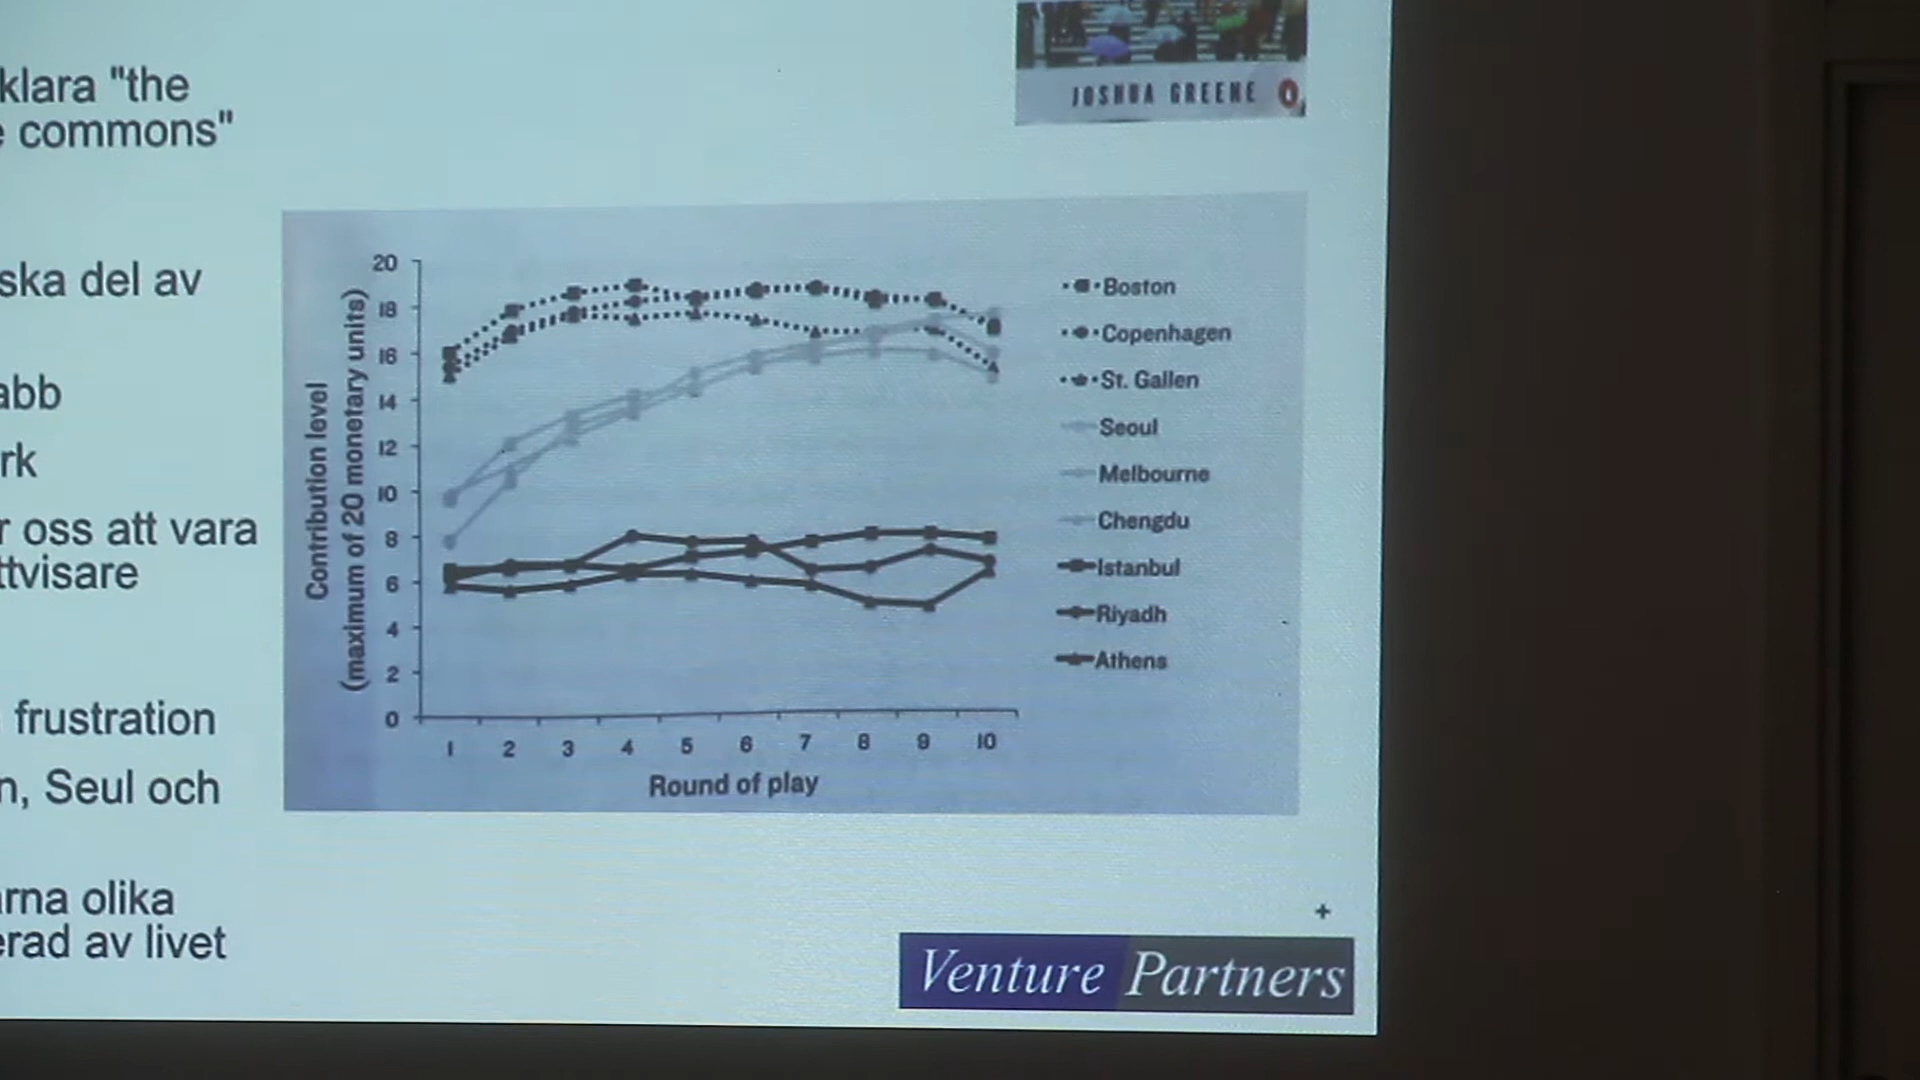 klara "the
commons"
JOSHUA GREENE
ska del av
abb
rk
r oss att vara
ttvisare
frustration
n, Seul och
rna olika
erad av livet
Contribution level
(maximum of 20 monetary units)
20
18
16
14
12
10
8
6
4
2
0
1 2 3 4 5 6 7 8 9 10
Round of play
Boston
Copenhagen
St. Gallen
Seoul
Melbourne
Chengdu
Istanbul
Riyadh
Athens
Venture Partners